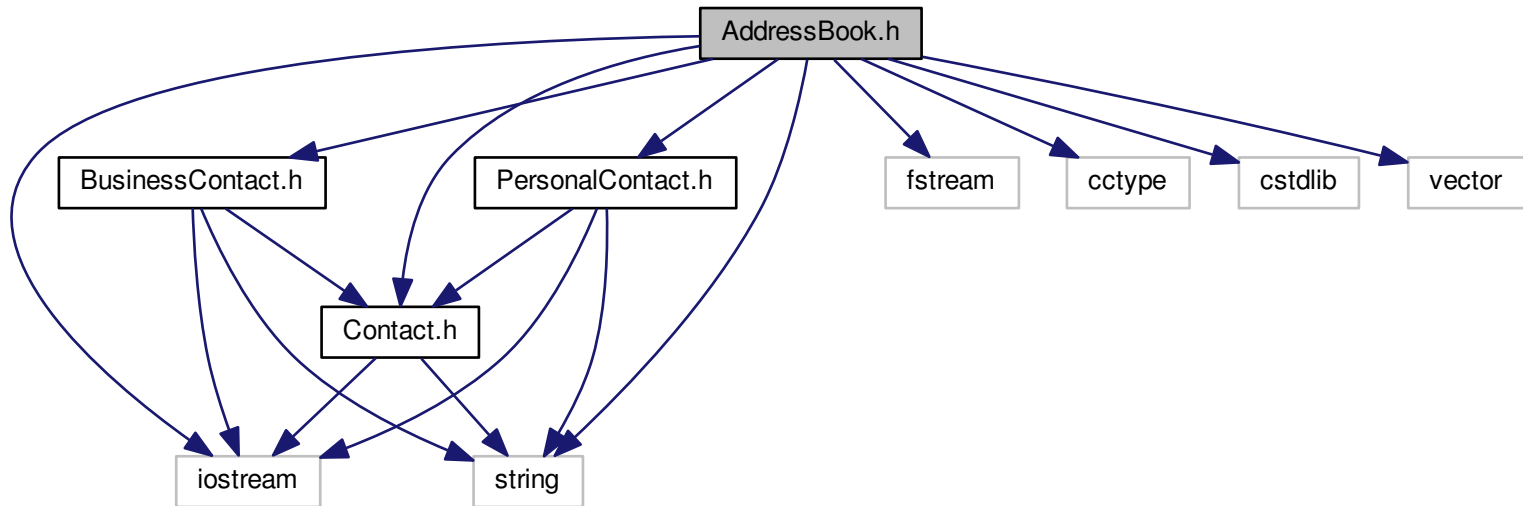 AddressBook.h
BusinessContact.h
PersonalContact.h
fstream
cctype
cstdlib
vector
Contact.h
iostream
string